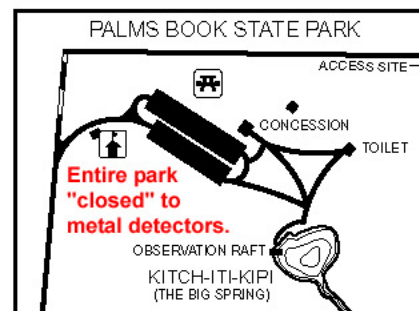 PALMS BOOK STATE PARK
ACCESS SITE
CONCESSION
TOILET
Entire park
"closed" to
metal detectors.
OBSERVATION RAFT
KITCH-ITI-KIPI
(THE BIG SPRING)